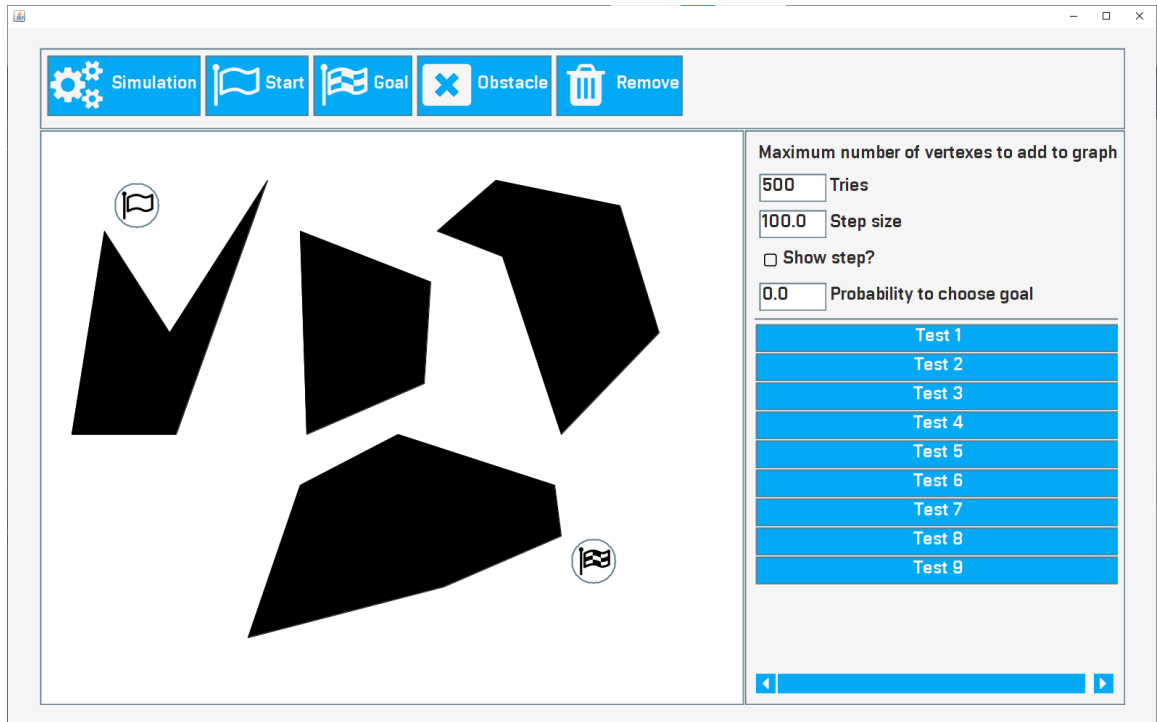 Simulation Start Goal Obstacle Remove
Maximum number of vertexes to add to graph
500 Tries
100.0 Step size
Show step?
0.0 Probability to choose goal
Test 1
Test 2
Test 3
Test 4
Test 5
Test 6
Test 7
Test 8
Test 9